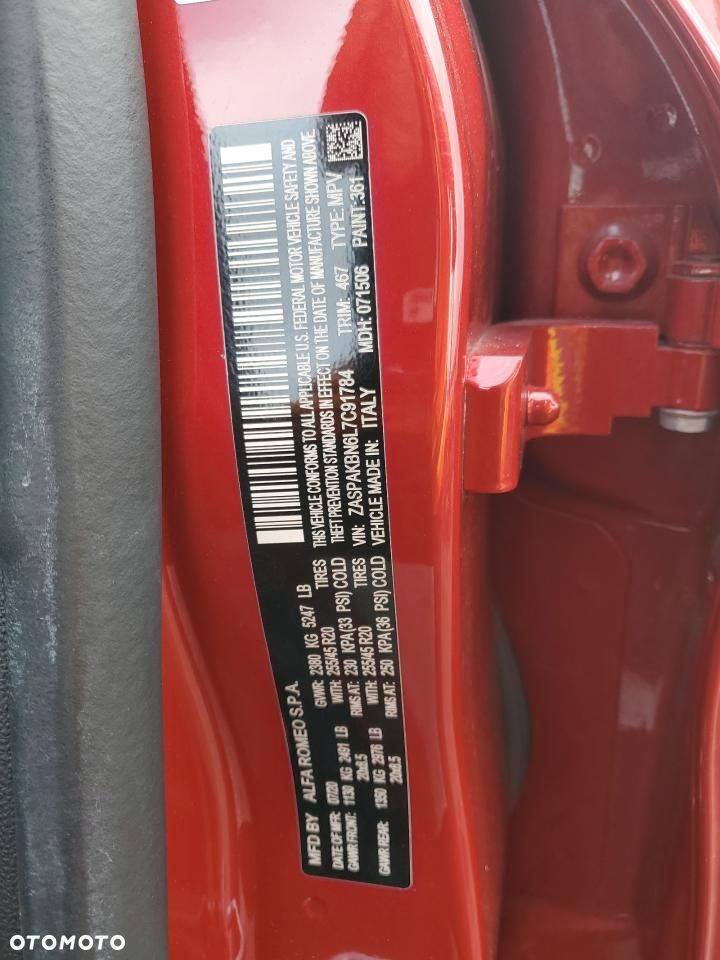 MFD BY ALFA ROMEO S.P.A.
DATE OF MFR: 07/20 GVWR: 2380 KG 5247 LB
GAWR FRONT: 1130 KG 2491 LB WITH: 255/45 R20 TIRES
20x8.5 RIMS AT: 230 KPA(33 PSI) COLD
GAWR REAR: 1350 KG 2976 LB WITH: 255/45 R20 TIRES
20x8.5 RIMS AT: 250 KPA(36 PSI) COLD
THIS VEHICLE CONFORMS TO ALL APPLICABLE U.S. FEDERAL MOTOR VEHICLE SAFETY AND
THEFT PREVENTION STANDARDS IN EFFECT ON THE DATE OF MANUFACTURE SHOWN ABOVE.
VIN: ZASPAKBN6L7C91784 TRIM: 467 TYPE: MPV
VEHICLE MADE IN: ITALY MDH: 071506 PAINT: 361
OTOMOTO